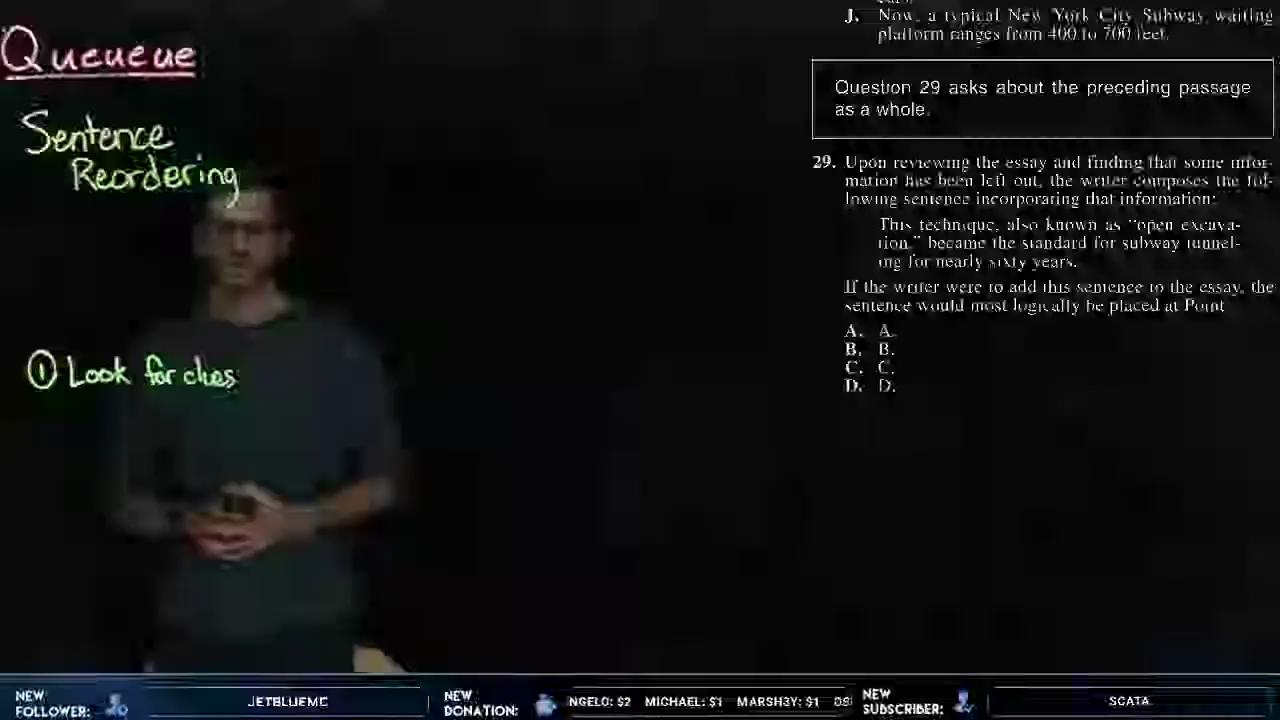 Queueue
Sentence
Reordering
① Look for clues
J. Now, a typical New York City Subway waiting
platform ranges from 400 to 700 feet.
Question 29 asks about the preceding passage
as a whole.
29. Upon reviewing the essay and finding that some infor-
mation has been left out, the writer composes the fol-
lowing sentence incorporating that information:
This technique, also known as "open excava-
tion," became the standard for subway tunnel-
ing for nearly sixty years.
If the writer were to add this sentence to the essay, the
sentence would most logically be placed at Point
A. A.
B. B.
C. C.
D. D.
NEW
FOLLOWER:
JETBLUEME
NEW
DONATION:
NGELO: $2 MICHAEL: $1 MARSH3Y: $1
NEW
SUBSCRIBER:
SCATA